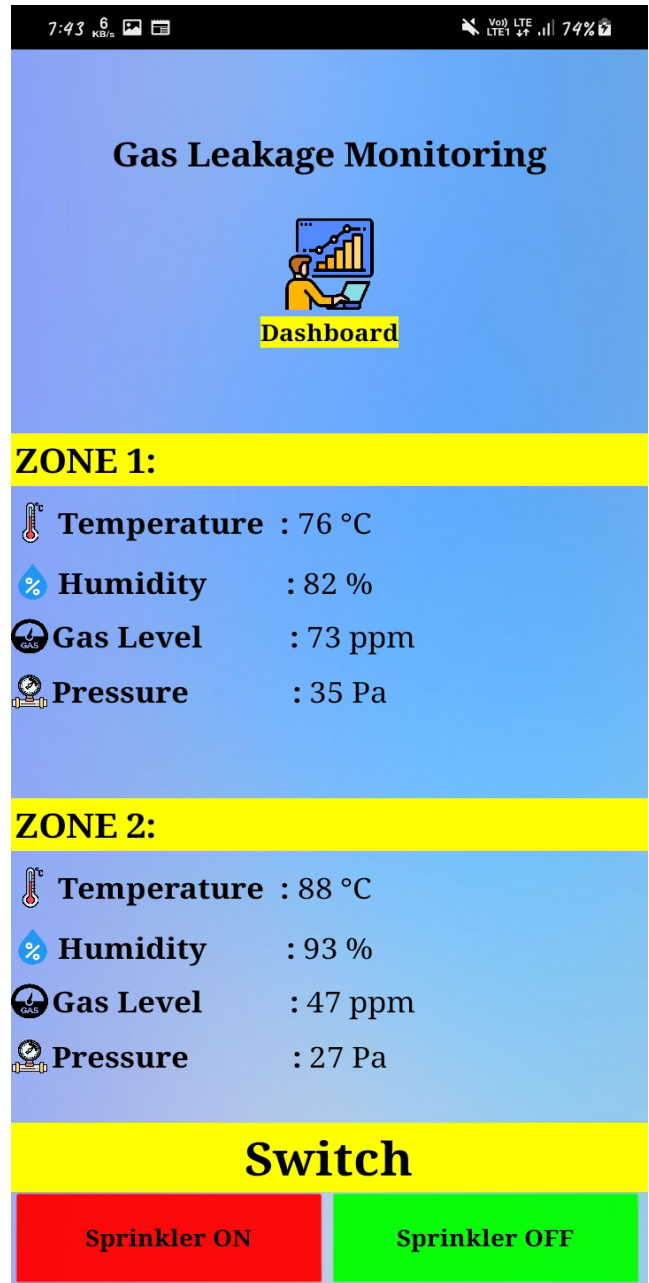 7:43 6 KB/s Vo)) LTE LTE1 74%
Gas Leakage Monitoring
Dashboard
ZONE 1:
°C Temperature : 76 °C
% Humidity : 82 %
GAS Gas Level : 73 ppm
Pressure : 35 Pa
ZONE 2:
°C Temperature : 88 °C
% Humidity : 93 %
GAS Gas Level : 47 ppm
Pressure : 27 Pa
Switch
Sprinkler ON Sprinkler OFF